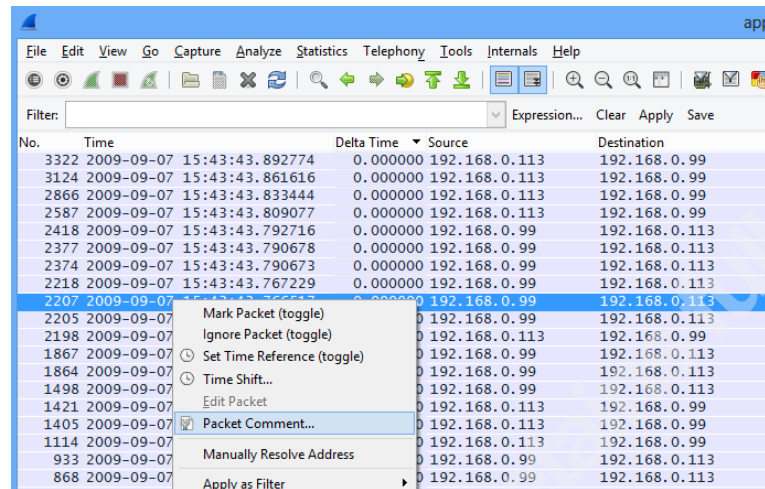 app
File Edit View Go Capture Analyze Statistics Telephony Tools Internals Help
Filter: Expression... Clear Apply Save
No. Time Delta Time Source Destination
3322 2009-09-07 15:43:43.892774 0.000000 192.168.0.113 192.168.0.99
3124 2009-09-07 15:43:43.861616 0.000000 192.168.0.113 192.168.0.99
2866 2009-09-07 15:43:43.833444 0.000000 192.168.0.113 192.168.0.99
2587 2009-09-07 15:43:43.809077 0.000000 192.168.0.113 192.168.0.99
2418 2009-09-07 15:43:43.792716 0.000000 192.168.0.99 192.168.0.113
2377 2009-09-07 15:43:43.790678 0.000000 192.168.0.99 192.168.0.113
2374 2009-09-07 15:43:43.790673 0.000000 192.168.0.99 192.168.0.113
2218 2009-09-07 15:43:43.767229 0.000000 192.168.0.99 192.168.0.113
2207 2009-09-07 0.000000 192.168.0.99 192.168.0.113
2205 2009-09-07 Mark Packet (toggle) 0 192.168.0.99 192.168.0.113
2198 2009-09-07 Ignore Packet (toggle) 0 192.168.0.113 192.168.0.99
1867 2009-09-07 Set Time Reference (toggle) 0 192.168.0.99 192.168.0.113
1864 2009-09-07 Time Shift... 0 192.168.0.99 192.168.0.113
1498 2009-09-07 Edit Packet 0 192.168.0.99 192.168.0.113
1421 2009-09-07 0 192.168.0.113 192.168.0.99
1405 2009-09-07 Packet Comment... 0 192.168.0.113 192.168.0.99
1114 2009-09-07 0 192.168.0.113 192.168.0.99
933 2009-09-07 Manually Resolve Address 0 192.168.0.99 192.168.0.113
868 2009-09-07 Apply as Filter 0 192.168.0.99 192.168.0.113